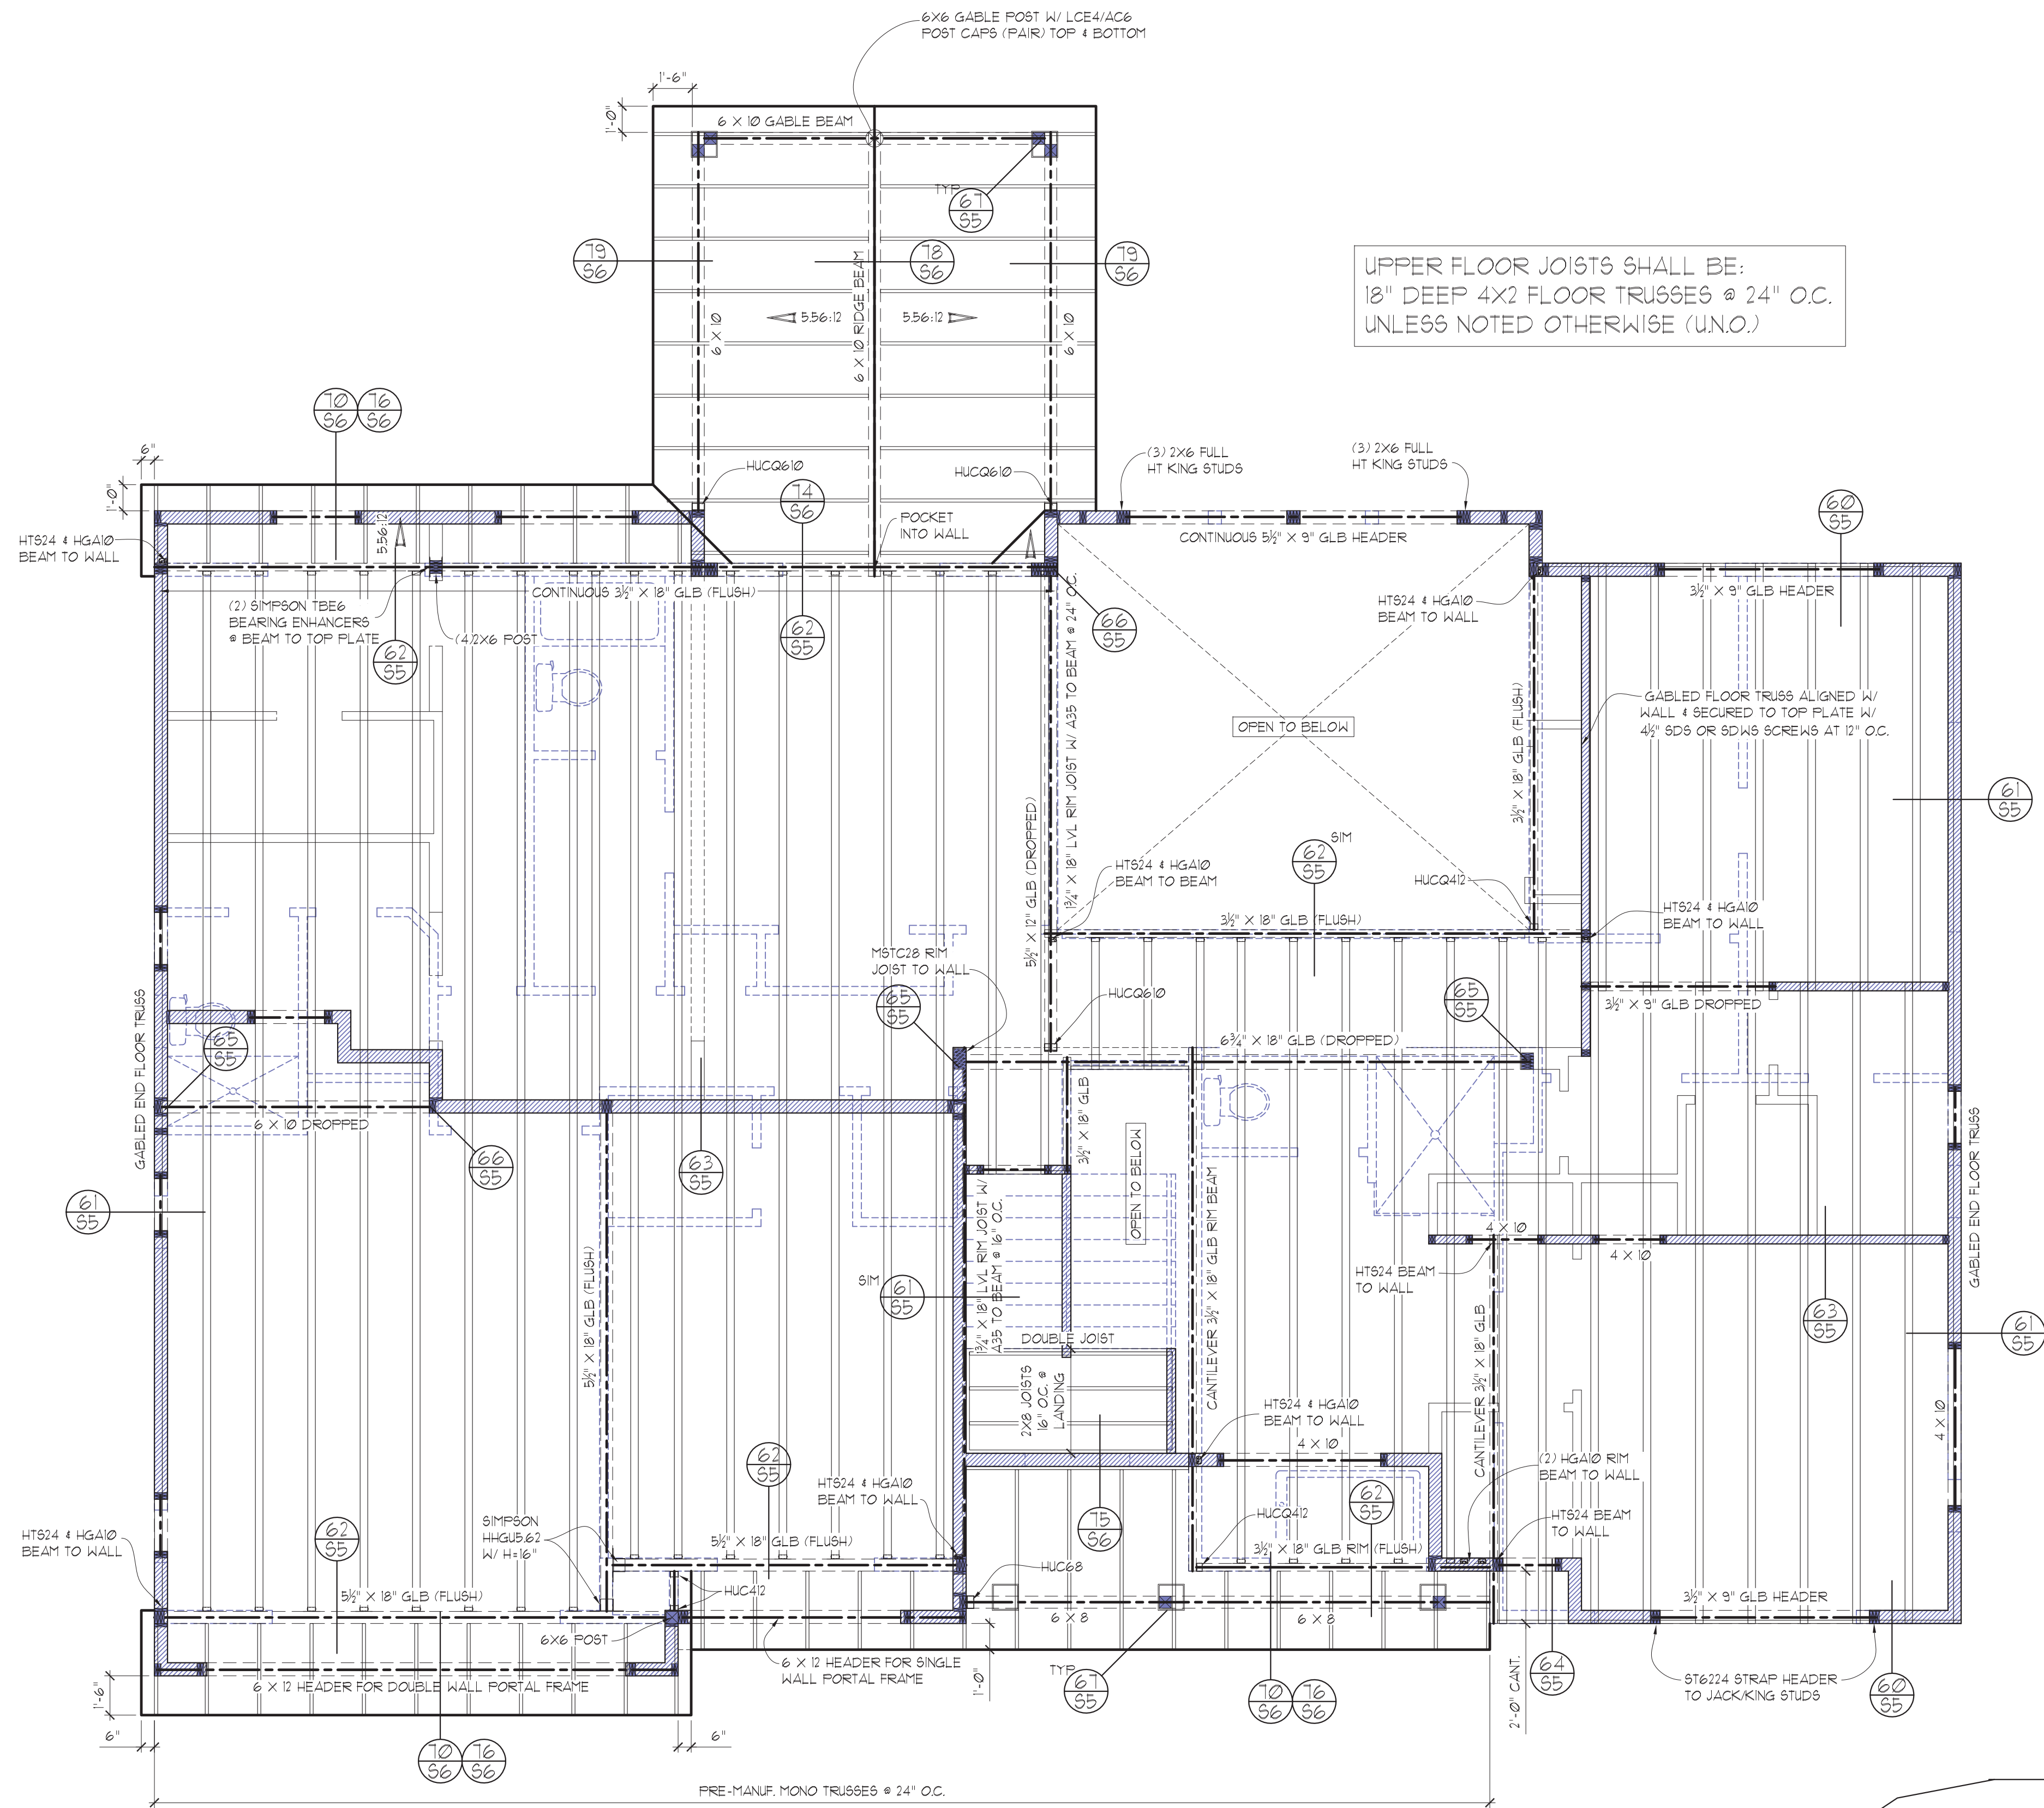 6X6 GABLE POST W/ LCE4/AC6
POST CAPS (PAIR) TOP & BOTTOM
1'-6"
1'-0"
6 X 10 GABLE BEAM
TYP
67
S5
79
S6
78
S6
79
S6
6 X 10
6 X 10 RIDGE BEAM
6 X 10
5.56:12
5.56:12
UPPER FLOOR JOISTS SHALL BE:
18" DEEP 4X2 FLOOR TRUSSES @ 24" O.C.
UNLESS NOTED OTHERWISE (U.N.O.)
70
S6
76
S6
6"
1'-0"
HUCQ610
HUCQ610
74
S6
POCKET
INTO WALL
(3) 2X6 FULL
HT KING STUDS
(3) 2X6 FULL
HT KING STUDS
60
S5
HTS24 & HGA10
BEAM TO WALL
5.56:12
CONTINUOUS 5½" X 9" GLB HEADER
CONTINUOUS 3½" X 18" GLB (FLUSH)
(2) SIMPSON TBE6
BEARING ENHANCERS
@ BEAM TO TOP PLATE
(4)2X6 POST
62
S5
62
S5
66
S5
HTS24 & HGA10
BEAM TO WALL
3½" X 9" GLB HEADER
1¾" X 18" LVL RIM JOIST W/ A35 TO BEAM @ 24" O.C.
5½" X 12" GLB (DROPPED)
OPEN TO BELOW
3½" X 18" GLB (FLUSH)
GABLED FLOOR TRUSS ALIGNED W/
WALL & SECURED TO TOP PLATE W/
4½" SDS OR SDWS SCREWS AT 12" O.C.
61
S5
62
S5
SIM
HTS24 & HGA10
BEAM TO BEAM
HUCQ412
3½" X 18" GLB (FLUSH)
HTS24 & HGA10
BEAM TO WALL
MSTC28 RIM
JOIST TO WALL
65
S5
HUCQ610
65
S5
3½" X 9" GLB DROPPED
6¾" X 18" GLB (DROPPED)
GABLED END FLOOR TRUSS
65
S5
6 X 10 DROPPED
66
S5
63
S5
3½" X 18" GLB
OPEN TO BELOW
CANTILEVER 3½" X 18" GLB RIM BEAM
GABLED END FLOOR TRUSS
61
S5
4 X 10
4 X 10
HTS24 BEAM
TO WALL
5½" X 18" GLB (FLUSH)
SIM
61
S5
1¾" X 18" LVL RIM JOIST W/
A35 TO BEAM @ 16" O.C.
DOUBLE JOIST
2X8 JOISTS
16" O.C. @
LANDING
CANTILEVER 3½" X 18" GLB
63
S5
61
S5
4 X 10
HTS24 & HGA10
BEAM TO WALL
4 X 10
(2) HGA10 RIM
BEAM TO WALL
62
S5
HTS24 & HGA10
BEAM TO WALL
75
S6
HUCQ412
62
S5
HTS24 BEAM
TO WALL
HTS24 & HGA10
BEAM TO WALL
62
S5
SIMPSON
HHGU5.62
W/ H=16"
5½" X 18" GLB (FLUSH)
3½" X 18" GLB RIM (FLUSH)
HUC68
HUC412
5½" X 18" GLB (FLUSH)
6 X 8
6 X 8
3½" X 9" GLB HEADER
6X6 POST
6 X 12 HEADER FOR SINGLE
WALL PORTAL FRAME
6 X 12 HEADER FOR DOUBLE WALL PORTAL FRAME
1'-6"
1'-0"
TYP
67
S5
70
S6
76
S6
2'-0" CANT.
64
S5
ST6224 STRAP HEADER
TO JACK/KING STUDS
60
S5
6"
6"
70
S6
76
S6
PRE-MANUF. MONO TRUSSES @ 24" O.C.